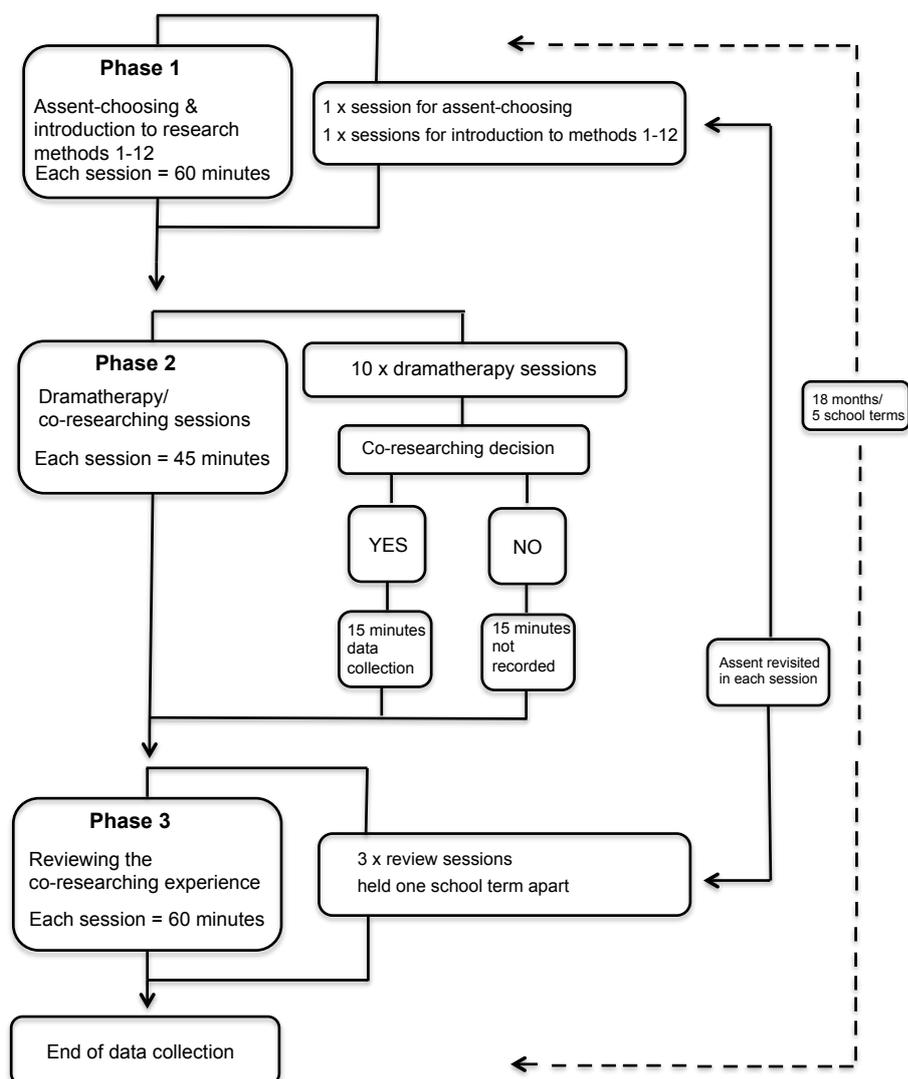 Phase 1
Assent-choosing &
introduction to research
methods 1-12
Each session = 60 minutes
1 x session for assent-choosing
1 x sessions for introduction to methods 1-12
Phase 2
Dramatherapy/
co-researching sessions
Each session = 45 minutes
10 x dramatherapy sessions
Co-researching decision
YES
NO
15 minutes
data
collection
15 minutes
not
recorded
18 months/
5 school terms
Assent revisited
in each session
Phase 3
Reviewing the
co-researching experience
Each session = 60 minutes
3 x review sessions
held one school term apart
End of data collection